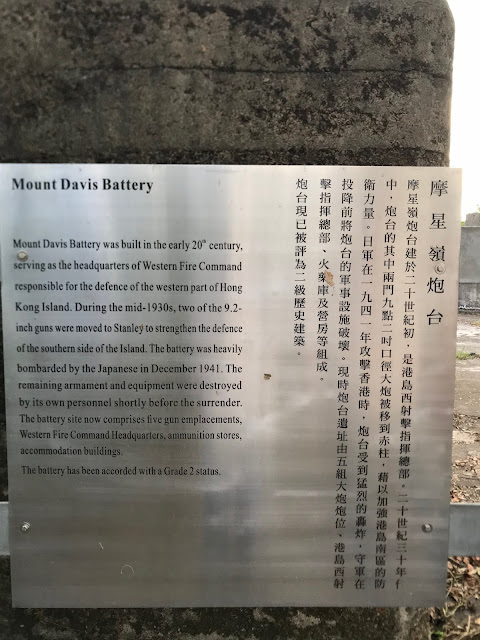 Mount Davis Battery
Mount Davis Battery was built in the early 20th century,
serving as the headquarters of Western Fire Command
responsible for the defence of the western part of Hong
Kong Island. During the mid-1930s, two of the 9.2-
inch guns were moved to Stanley to strengthen the defence
of the southern side of the Island. The battery was heavily
bombarded by the Japanese in December 1941. The
remaining armament and equipment were destroyed
by its own personnel shortly before the surrender.
The battery site now comprises five gun emplacements,
Western Fire Command Headquarters, ammunition stores,
accommodation buildings.
The battery has been accorded with a Grade 2 status.
摩星嶺炮台
摩星嶺炮台建於二十世紀初，是港島西射擊指揮總部。二十世紀三十年代
中，炮台的其中兩門九點二吋口徑大炮被移到赤柱，藉以加強港島南區的防
衛力量。日軍在一九四一年攻擊香港時，炮台受到猛烈的轟炸，守軍在
投降前將炮台的軍事設施破壞。現時炮台遺址由五組大炮炮位、港島西射
擊指揮總部、火藥庫及營房等組成。
炮台現已被評為二級歷史建築。